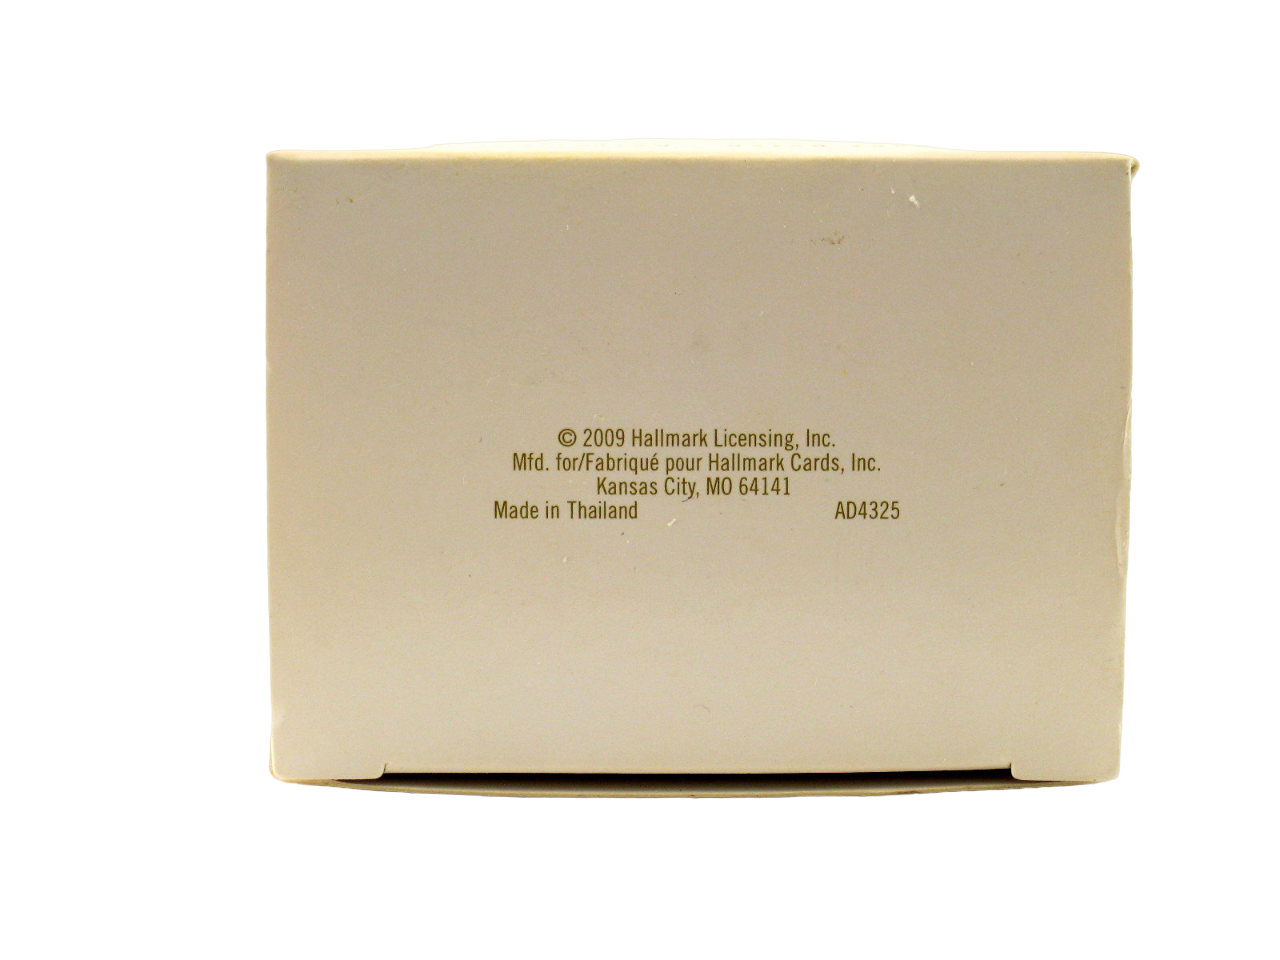 © 2009 Hallmark Licensing, Inc.
Mfd. for/Fabriqué pour Hallmark Cards, Inc.
Kansas City, MO 64141
Made in Thailand AD4325